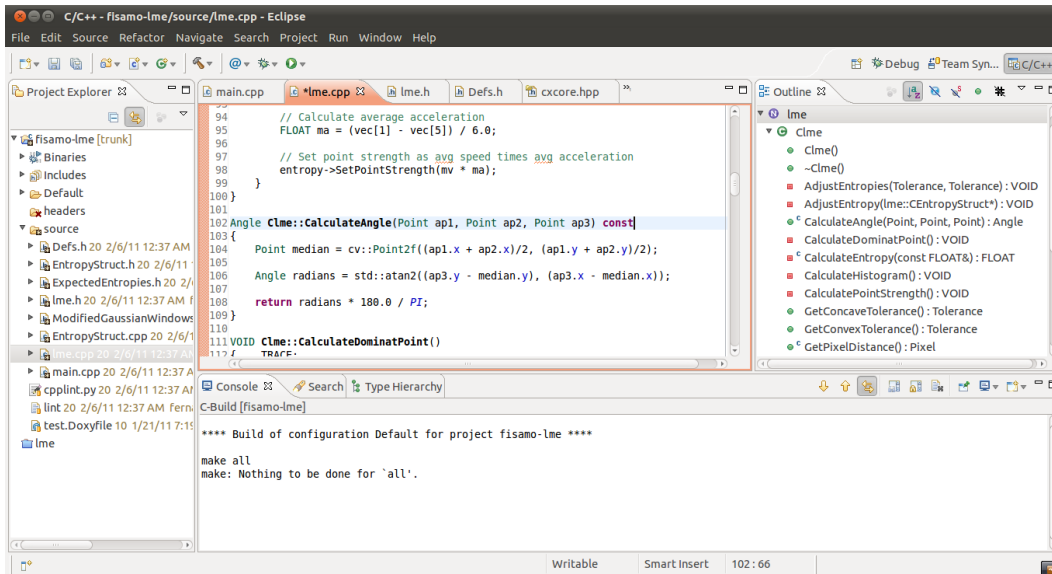 C/C++ - fisamo-lme/source/lme.cpp - Eclipse
File Edit Source Refactor Navigate Search Project Run Window Help
Debug Team Syn... C/C++
Project Explorer
fisamo-lme [trunk]
Binaries
Includes
Default
headers
source
Defs.h 20 2/6/11 12:37 AM
EntropyStruct.h 20 2/6/11
ExpectedEntropies.h 20 2/
lme.h 20 2/6/11 12:37 AM f
ModifiedGaussianWindows
EntropyStruct.cpp 20 2/6/1
lme.cpp 20 2/6/11 12:37 AM
main.cpp 20 2/6/11 12:37 A
cpplint.py 20 2/6/11 12:37 AM
lint 20 2/6/11 12:37 AM fern
test.Doxyfile 10 1/21/11 7:19
lme
main.cpp *lme.cpp lme.h Defs.h cxcore.hpp
94 // Calculate average acceleration
95 FLOAT ma = (vec[1] - vec[5]) / 6.0;
96
97 // Set point strength as avg speed times avg acceleration
98 entropy->SetPointStrength(mv * ma);
99 }
100 }
101
102 Angle Clme::CalculateAngle(Point ap1, Point ap2, Point ap3) const
103 {
104 Point median = cv::Point2f((ap1.x + ap2.x)/2, (ap1.y + ap2.y)/2);
105
106 Angle radians = std::atan2((ap3.y - median.y), (ap3.x - median.x));
107
108 return radians * 180.0 / PI;
109 }
110
111 VOID Clme::CalculateDominatPoint()
112 { TRACE;
Outline
lme
Clme
Clme()
~Clme()
AdjustEntropies(Tolerance, Tolerance) : VOID
AdjustEntropy(lme::CEntropyStruct*) : VOID
CalculateAngle(Point, Point, Point) : Angle
CalculateDominatPoint() : VOID
CalculateEntropy(const FLOAT&) : FLOAT
CalculateHistogram() : VOID
CalculatePointStrength() : VOID
GetConcaveTolerance() : Tolerance
GetConvexTolerance() : Tolerance
GetPixelDistance() : Pixel
Console Search Type Hierarchy
C-Build [fisamo-lme]
**** Build of configuration Default for project fisamo-lme ****
make all
make: Nothing to be done for `all'.
Writable Smart Insert 102 : 66